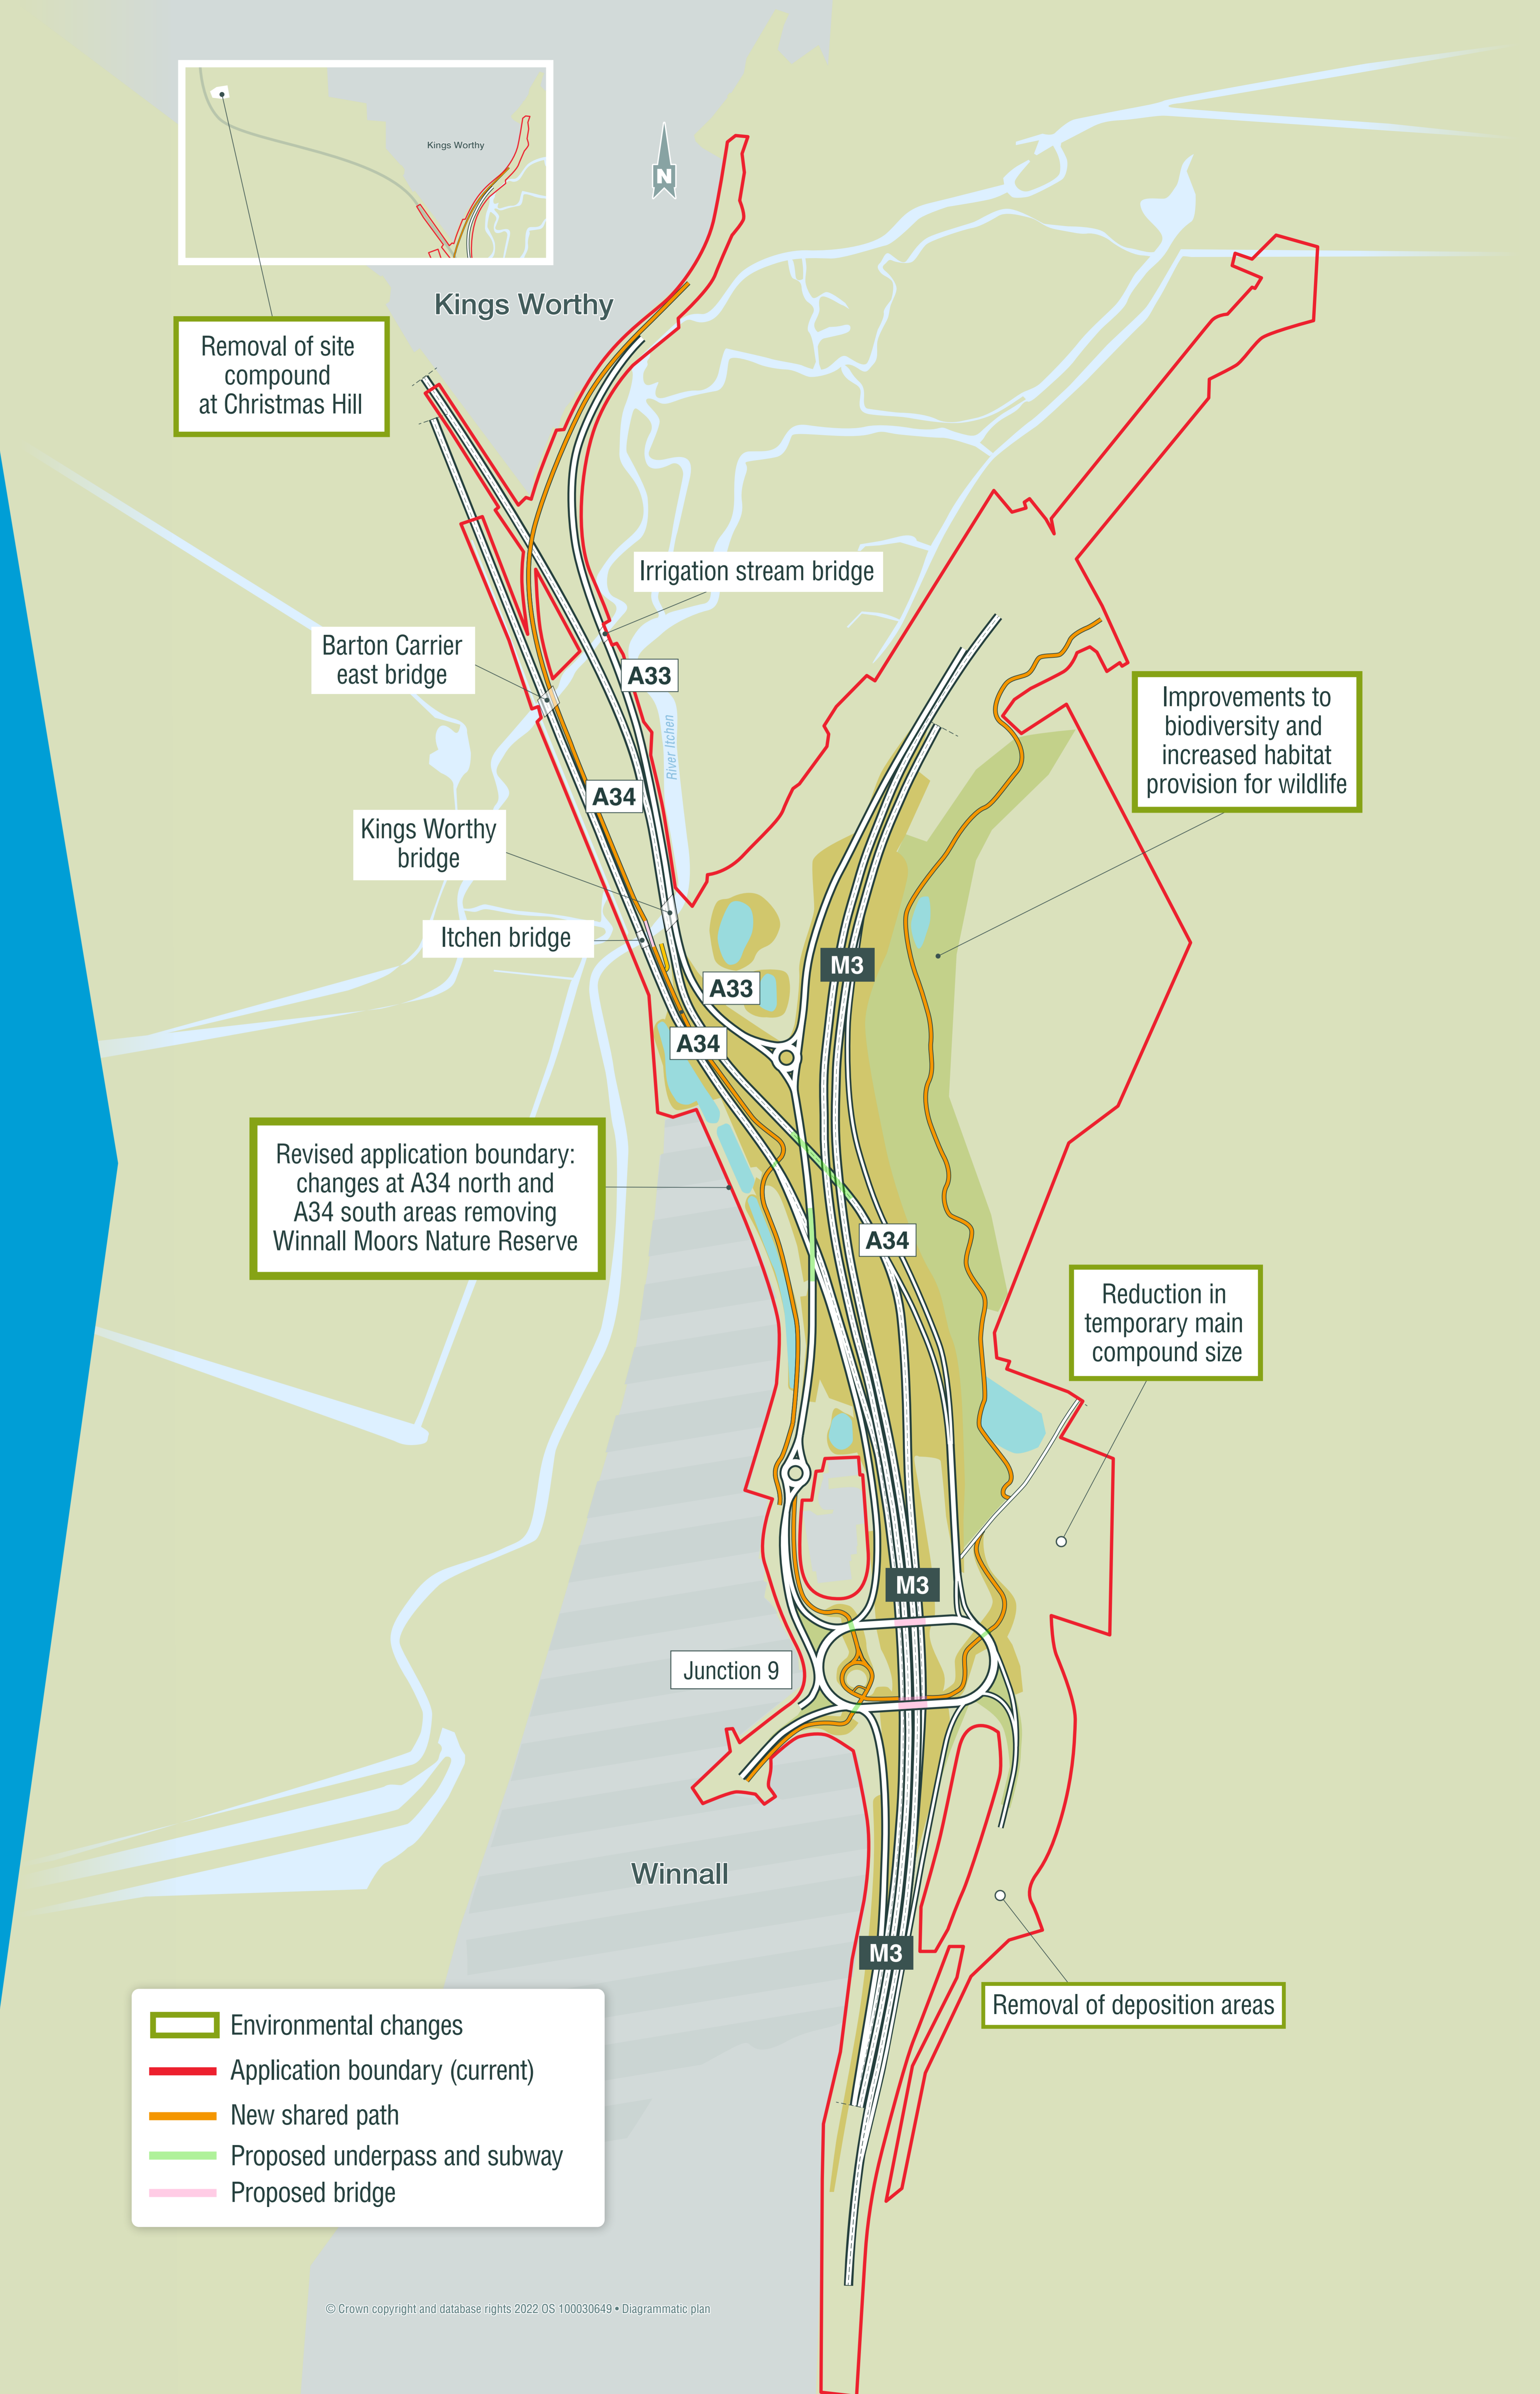 Kings Worthy
N
Kings Worthy
Removal of site
compound
at Christmas Hill
Irrigation stream bridge
Barton Carrier
east bridge
A33
River Itchen
Improvements to
biodiversity and
increased habitat
provision for wildlife
A34
Kings Worthy
bridge
Itchen bridge
M3
A33
A34
Revised application boundary:
changes at A34 north and
A34 south areas removing
Winnall Moors Nature Reserve
A34
Reduction in
temporary main
compound size
M3
Junction 9
Winnall
M3
Removal of deposition areas
Environmental changes
Application boundary (current)
New shared path
Proposed underpass and subway
Proposed bridge
© Crown copyright and database rights 2022 OS 100030649 • Diagrammatic plan